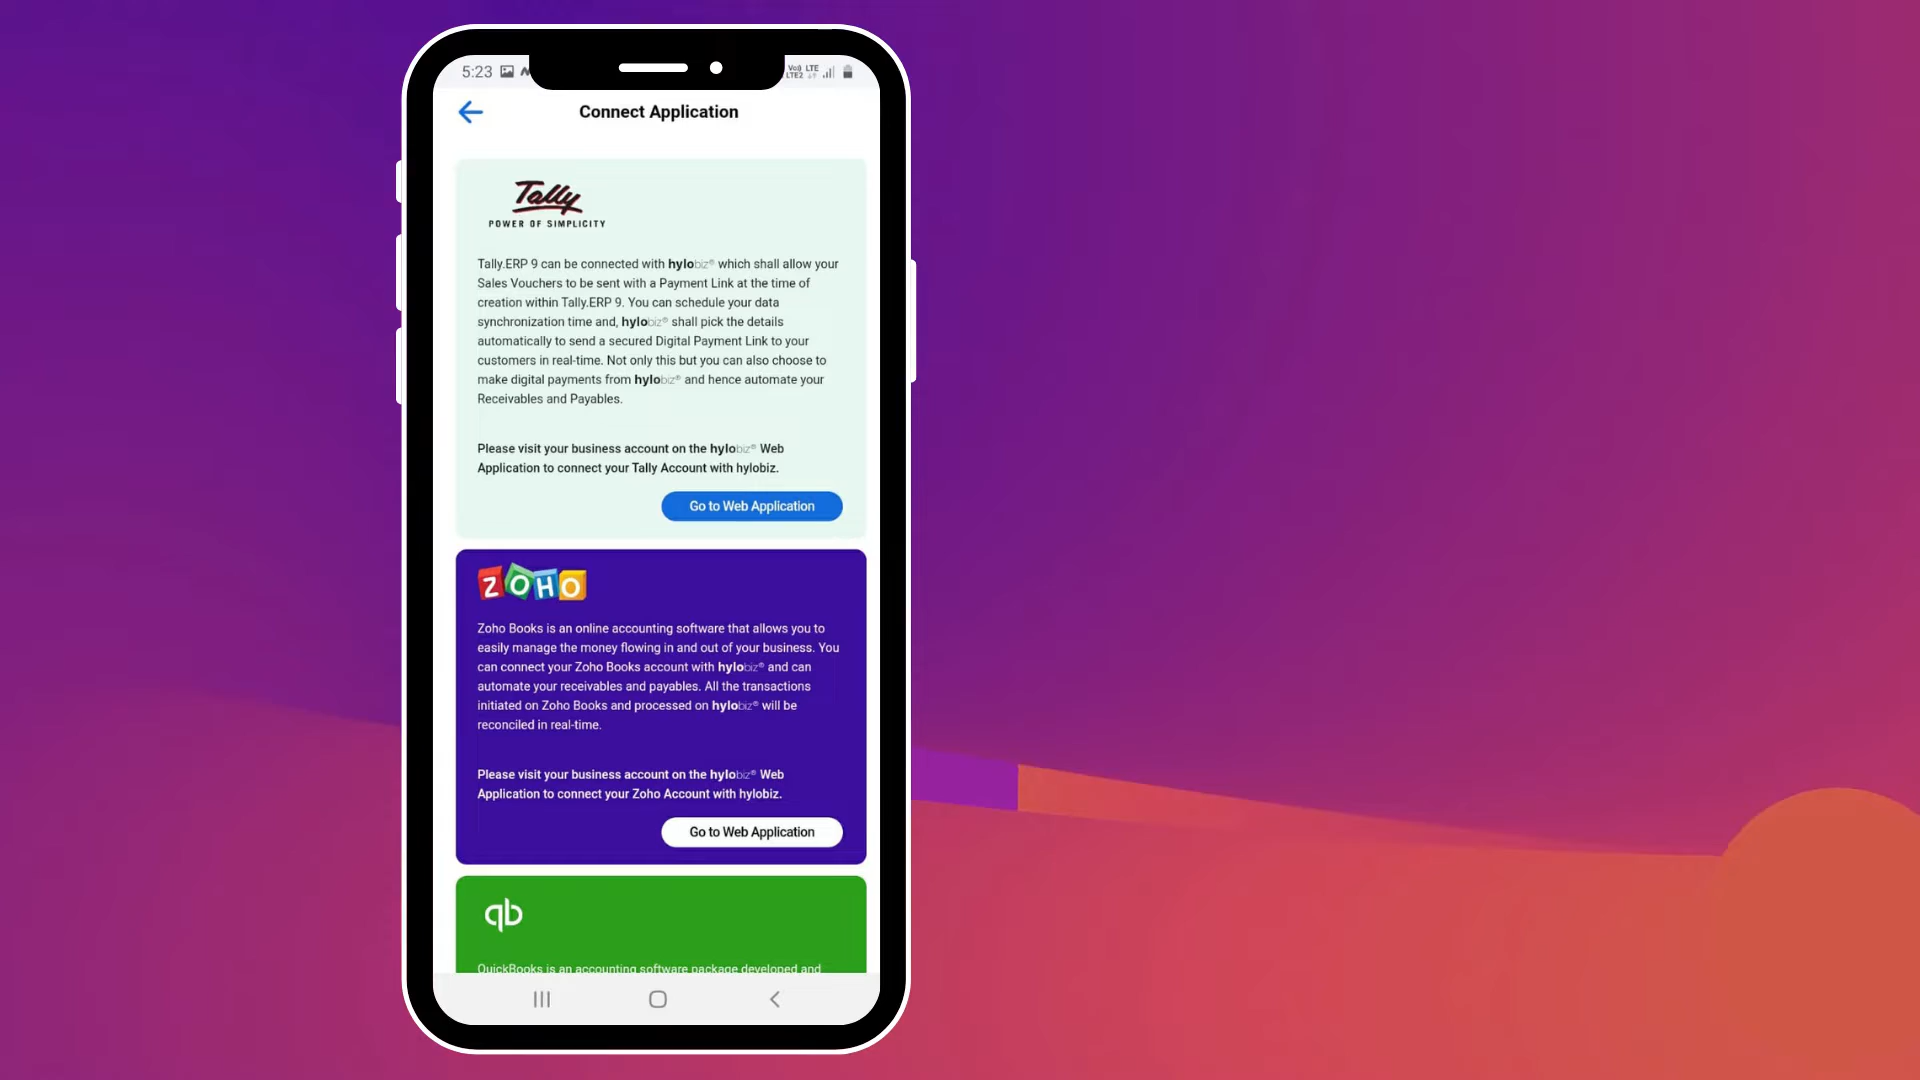 5:23
Vo) LTE
LTE2
Connect Application
Tally
POWER OF SIMPLICITY
Tally.ERP 9 can be connected with hylobiz® which shall allow your
Sales Vouchers to be sent with a Payment Link at the time of
creation within Tally.ERP 9. You can schedule your data
synchronization time and, hylobiz® shall pick the details
automatically to send a secured Digital Payment Link to your
customers in real-time. Not only this but you can also choose to
make digital payments from hylobiz® and hence automate your
Receivables and Payables.
Please visit your business account on the hylobiz® Web
Application to connect your Tally Account with hylobiz.
Go to Web Application
ZOHO
Zoho Books is an online accounting software that allows you to
easily manage the money flowing in and out of your business. You
can connect your Zoho Books account with hylobiz® and can
automate your receivables and payables. All the transactions
initiated on Zoho Books and processed on hylobiz® will be
reconciled in real-time.
Please visit your business account on the hylobiz® Web
Application to connect your Zoho Account with hylobiz.
Go to Web Application
qb
QuickBooks is an accounting software package developed and